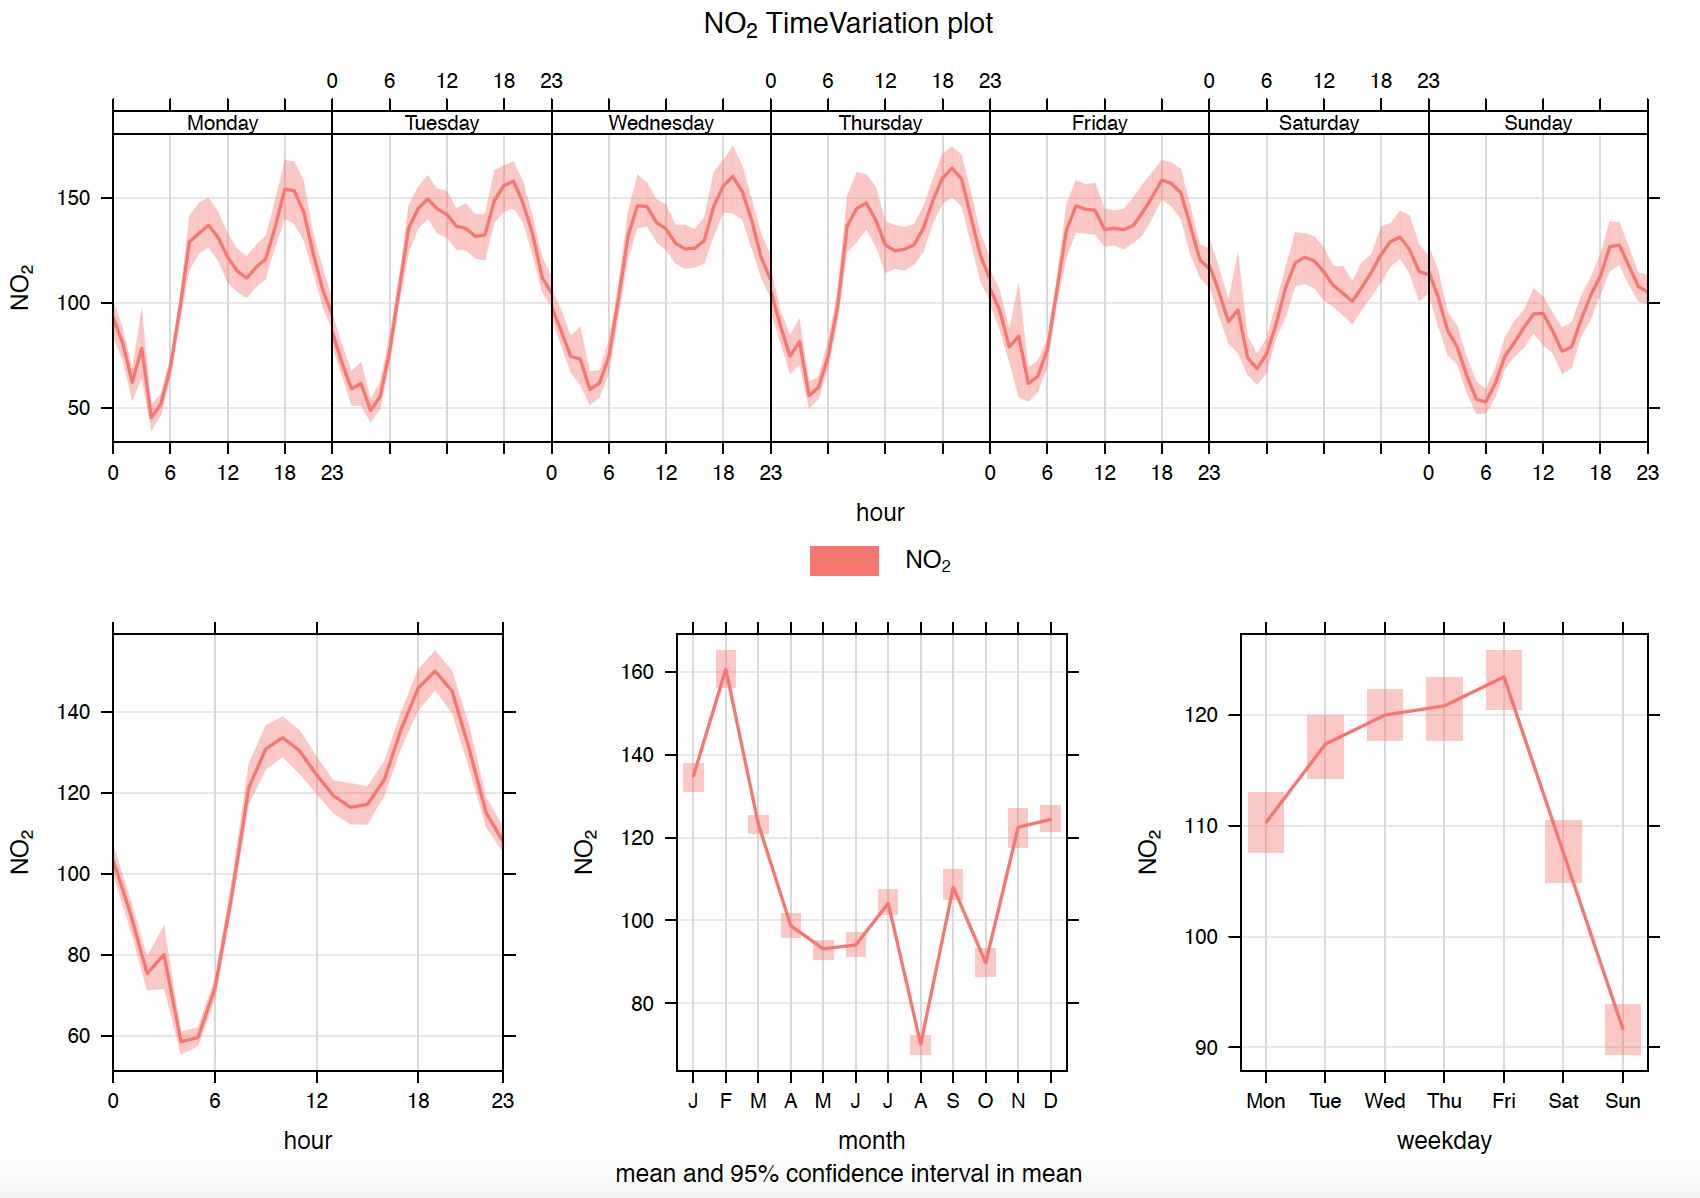 NO₂ TimeVariation plot
0 6 12 18 23 0 6 12 18 23 0 6 12 18 23
Monday Tuesday Wednesday Thursday Friday Saturday Sunday
150
100
50
NO₂
0 6 12 18 23 0 6 12 18 23 0 6 12 18 23 0 6 12 18 23
hour
NO₂
140
120
100
80
60
NO₂
0 6 12 18 23
hour
160
140
120
100
80
NO₂
J F M A M J J A S O N D
month
120
110
100
90
NO₂
Mon Tue Wed Thu Fri Sat Sun
weekday
mean and 95% confidence interval in mean